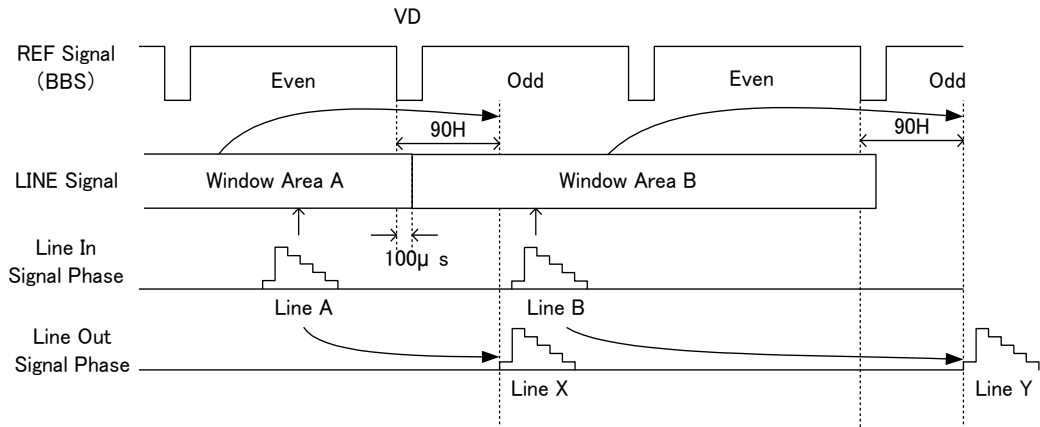 VD
REF Signal
（BBS）
Even
Odd
Even
Odd
90H
90H
LINE Signal
Window Area A
Window Area B
Line In
Signal Phase
100μ s
Line A
Line B
Line Out
Signal Phase
Line X
Line Y